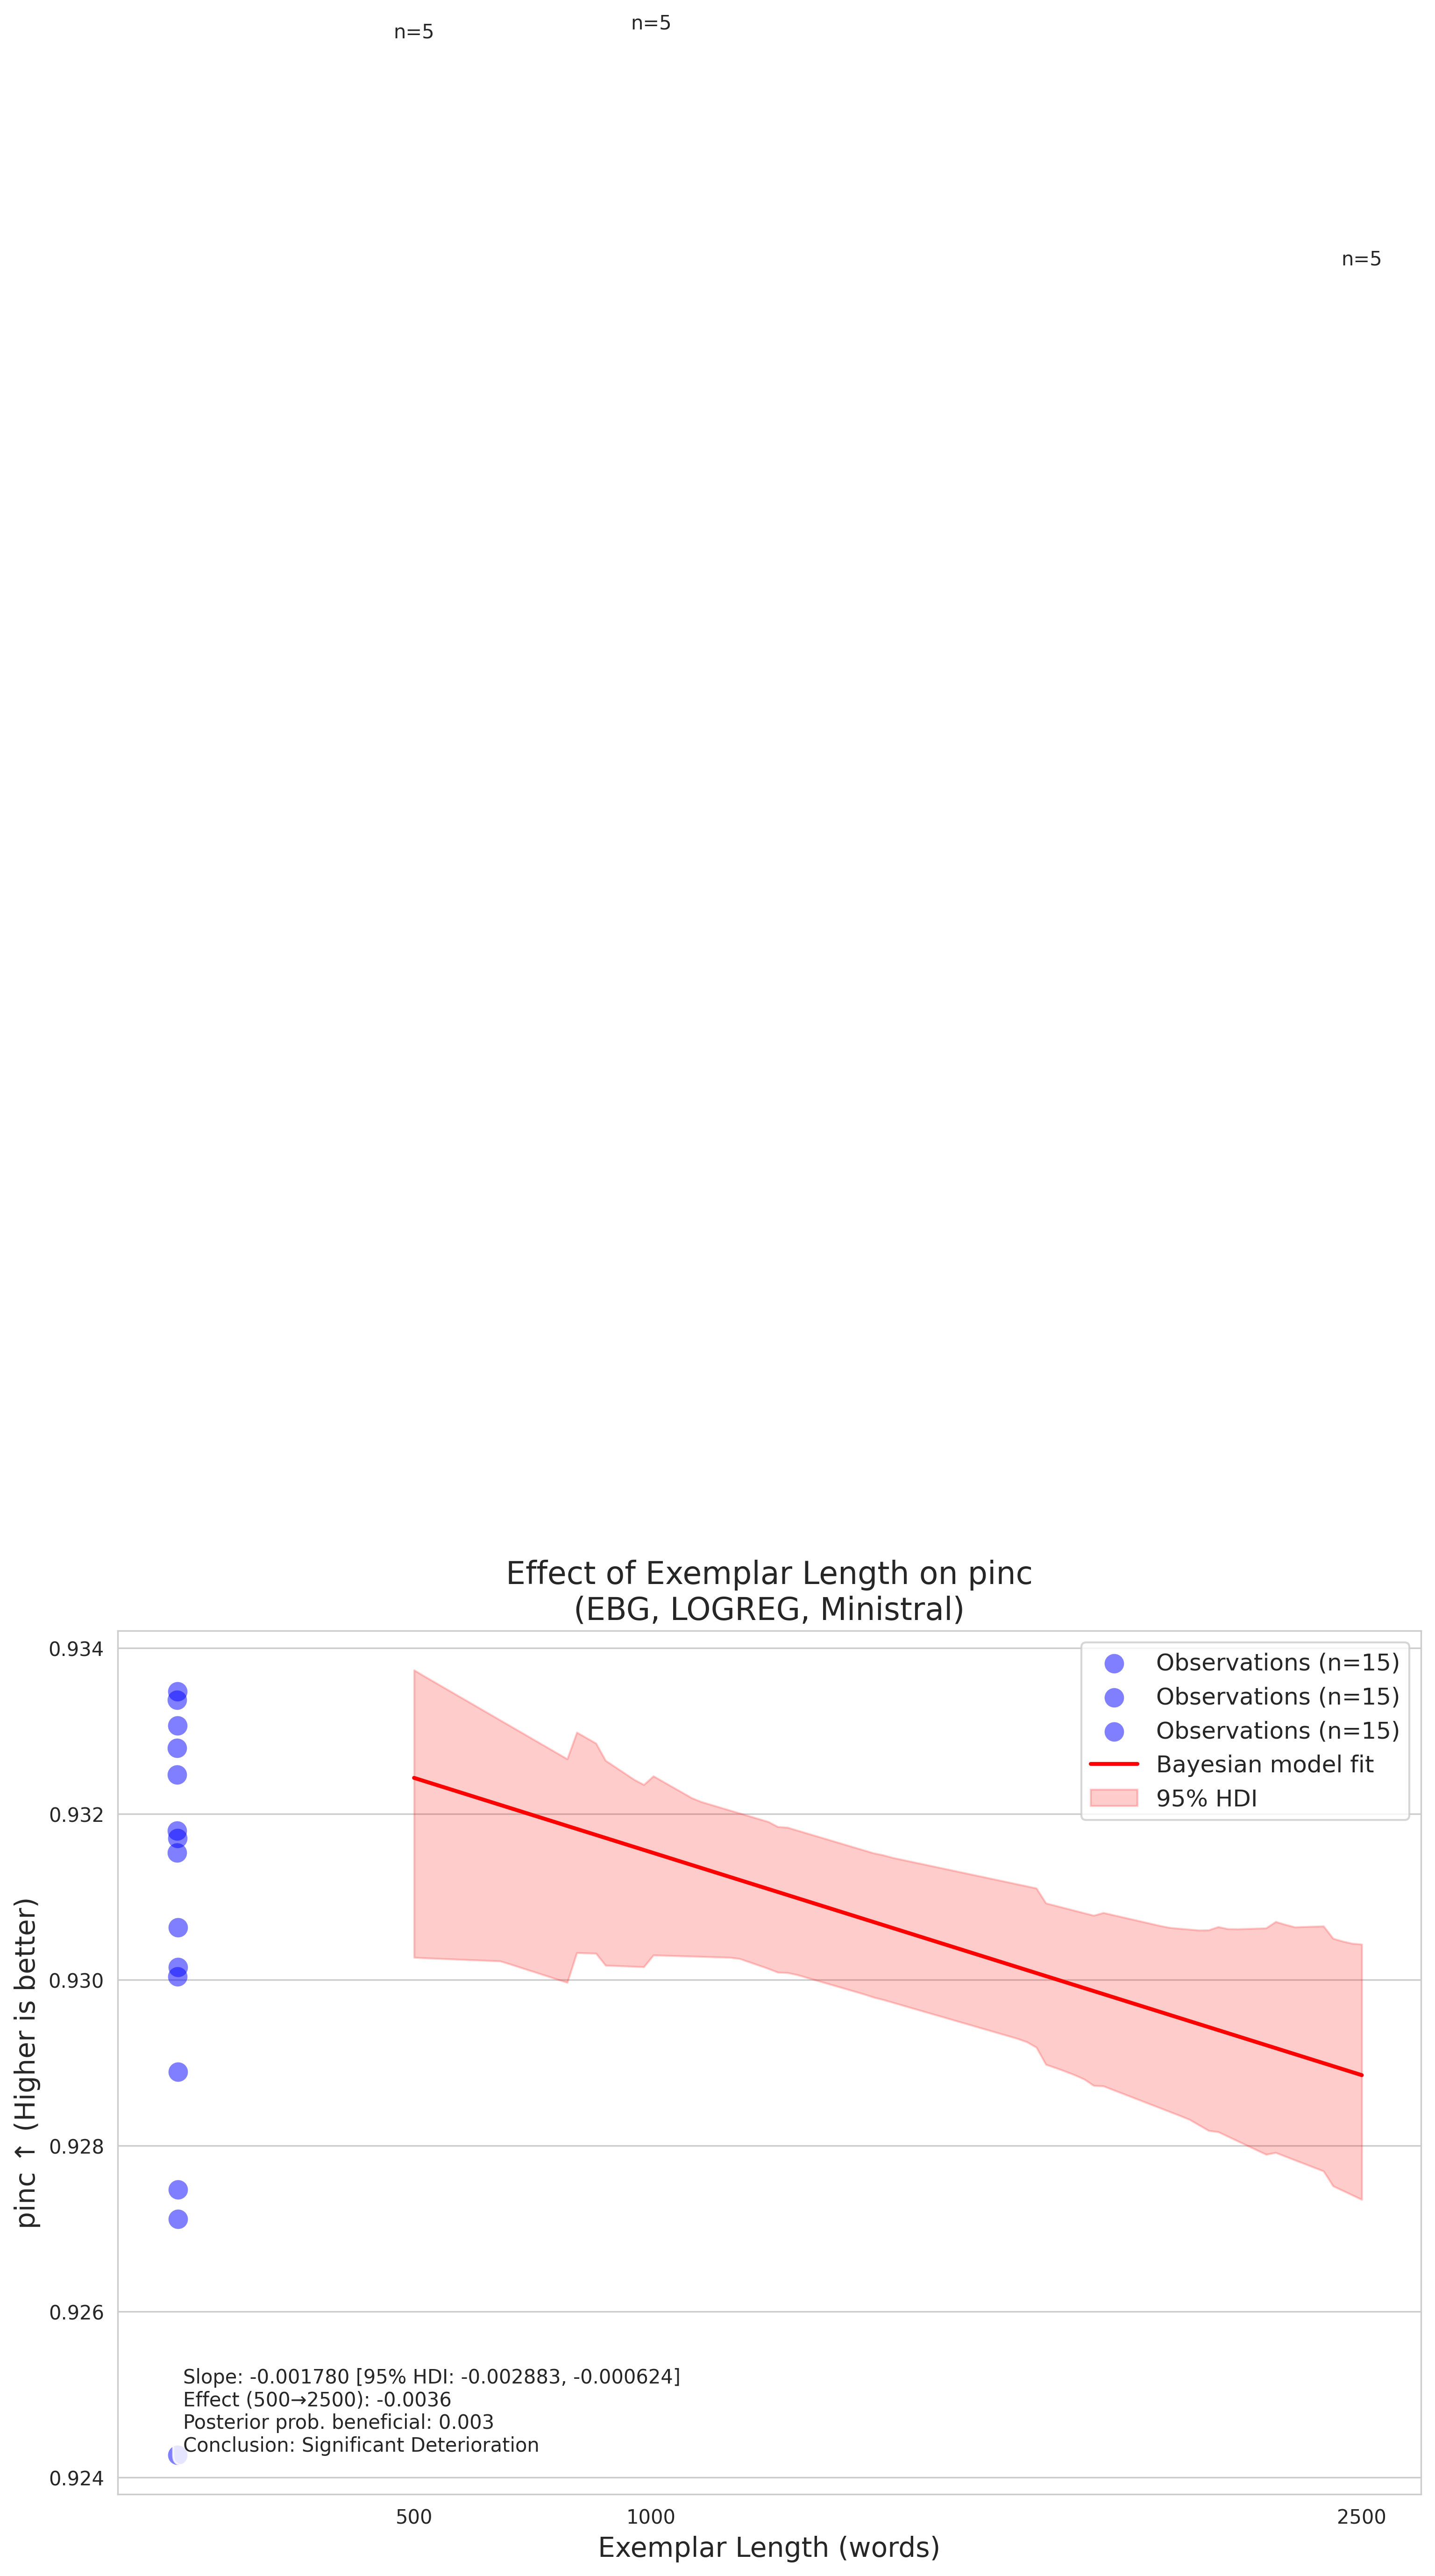 n=5
n=5
n=5
Effect of Exemplar Length on pinc
(EBG, LOGREG, Ministral)
pinc ↑ (Higher is better)
0.934
0.932
0.930
0.928
0.926
0.924
Observations (n=15)
Observations (n=15)
Observations (n=15)
Bayesian model fit
95% HDI
Slope: -0.001780 [95% HDI: -0.002883, -0.000624]
Effect (500→2500): -0.0036
Posterior prob. beneficial: 0.003
Conclusion: Significant Deterioration
500
1000
2500
Exemplar Length (words)